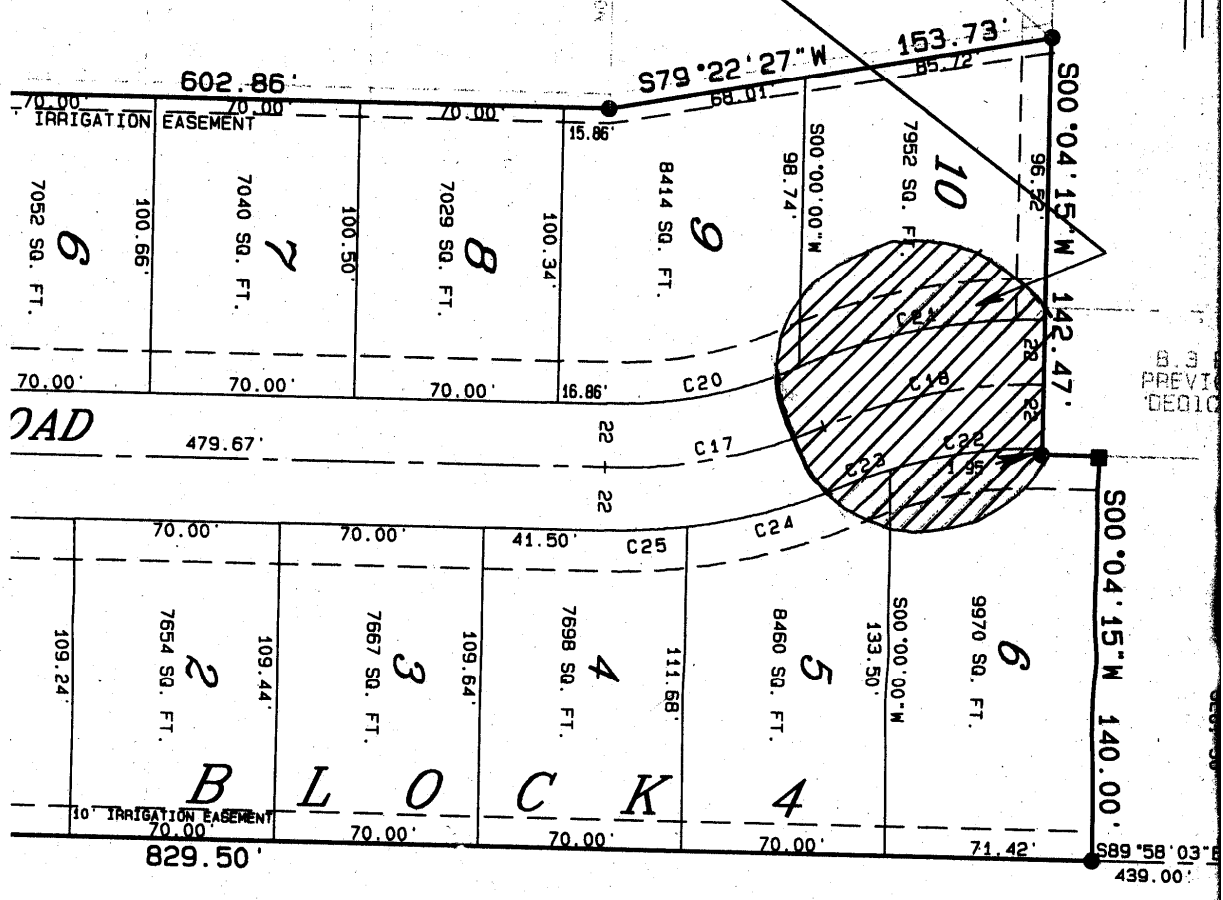 602.86'
S79°22'27"W 153.73'
70.00' 70.00' 70.00' 68.01' 85.72'
IRRIGATION EASEMENT
15.86'
S00°04'15"W 142.47'
96.52'
6
7052 SQ. FT.
100.66'
7
7040 SQ. FT.
100.50'
8
7029 SQ. FT.
100.34'
9
8414 SQ. FT.
98.74'
S00°00'00"W
10
7952 SQ. FT.
C21
22
C20
C18
70.00' 70.00' 70.00' 16.86'
22
B.3
PREVI
DEDIC
OAD
479.67'
22
C17
C22
C23
1.95
22
C24
70.00' 70.00' 41.50' C25
S00°04'15"W 140.00'
109.24'
2
7654 SQ. FT.
109.44'
3
7667 SQ. FT.
109.64'
4
7698 SQ. FT.
111.68'
5
8460 SQ. FT.
133.50'
S00°00'00"W
6
9970 SQ. FT.
BLOCK 4
10' IRRIGATION EASEMENT
70.00' 70.00' 70.00' 70.00' 71.42'
829.50'
S89°58'03"E
439.00'